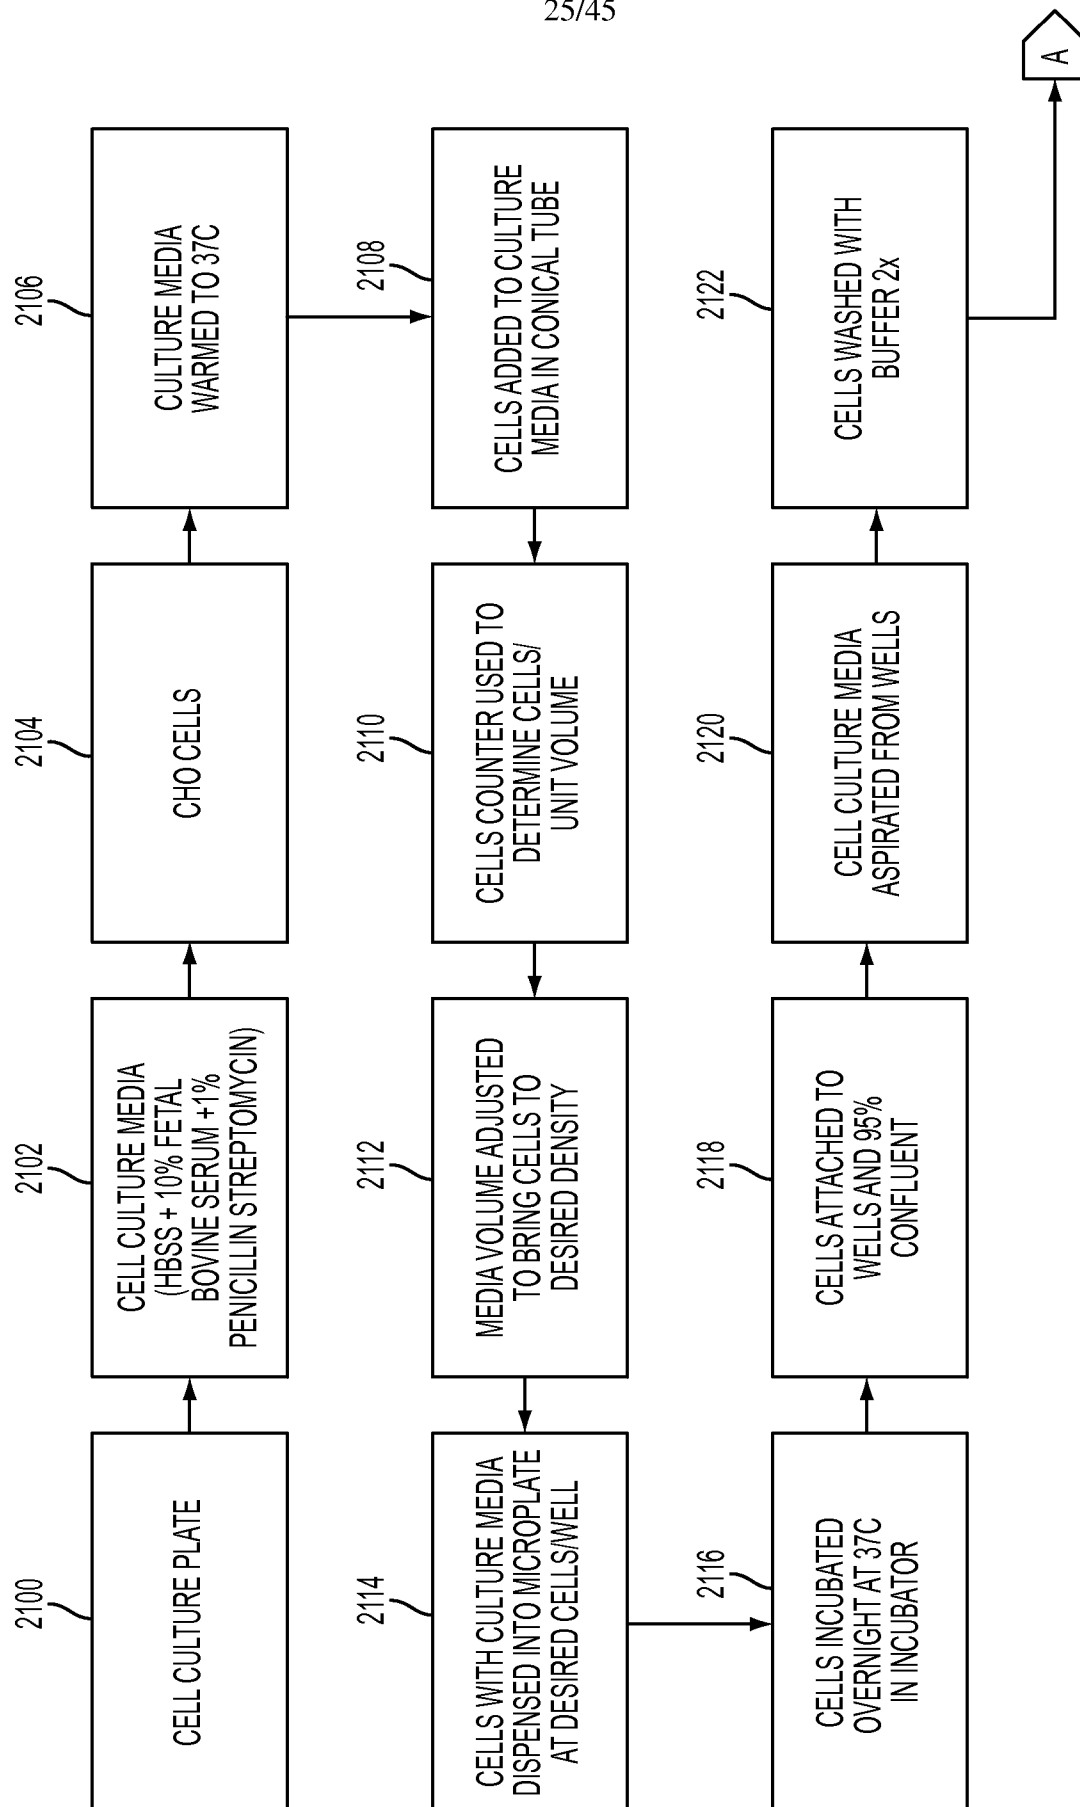 25/45
2100
CELL CULTURE PLATE
2102
CELL CULTURE MEDIA
(HBSS + 10% FETAL
BOVINE SERUM +1%
PENICILLIN STREPTOMYCIN)
2104
CHO CELLS
2106
CULTURE MEDIA
WARMED TO 37C
2108
CELLS ADDED TO CULTURE
MEDIA IN CONICAL TUBE
2110
CELLS COUNTER USED TO
DETERMINE CELLS/
UNIT VOLUME
2112
MEDIA VOLUME ADJUSTED
TO BRING CELLS TO
DESIRED DENSITY
2114
CELLS WITH CULTURE MEDIA
DISPENSED INTO MICROPLATE
AT DESIRED CELLS/WELL
2116
CELLS INCUBATED
OVERNIGHT AT 37C
IN INCUBATOR
2118
CELLS ATTACHED TO
WELLS AND 95%
CONFLUENT
2120
CELL CULTURE MEDIA
ASPIRATED FROM WELLS
2122
CELLS WASHED WITH
BUFFER 2x
A